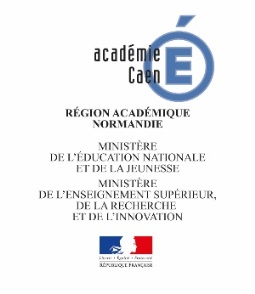 académie
Caen
É
RÉGION ACADÉMIQUE
NORMANDIE
MINISTÈRE
DE L'ÉDUCATION NATIONALE
ET DE LA JEUNESSE
MINISTÈRE
DE L'ENSEIGNEMENT SUPÉRIEUR,
DE LA RECHERCHE
ET DE L'INNOVATION
Liberté • Égalité • Fraternité
RÉPUBLIQUE FRANÇAISE